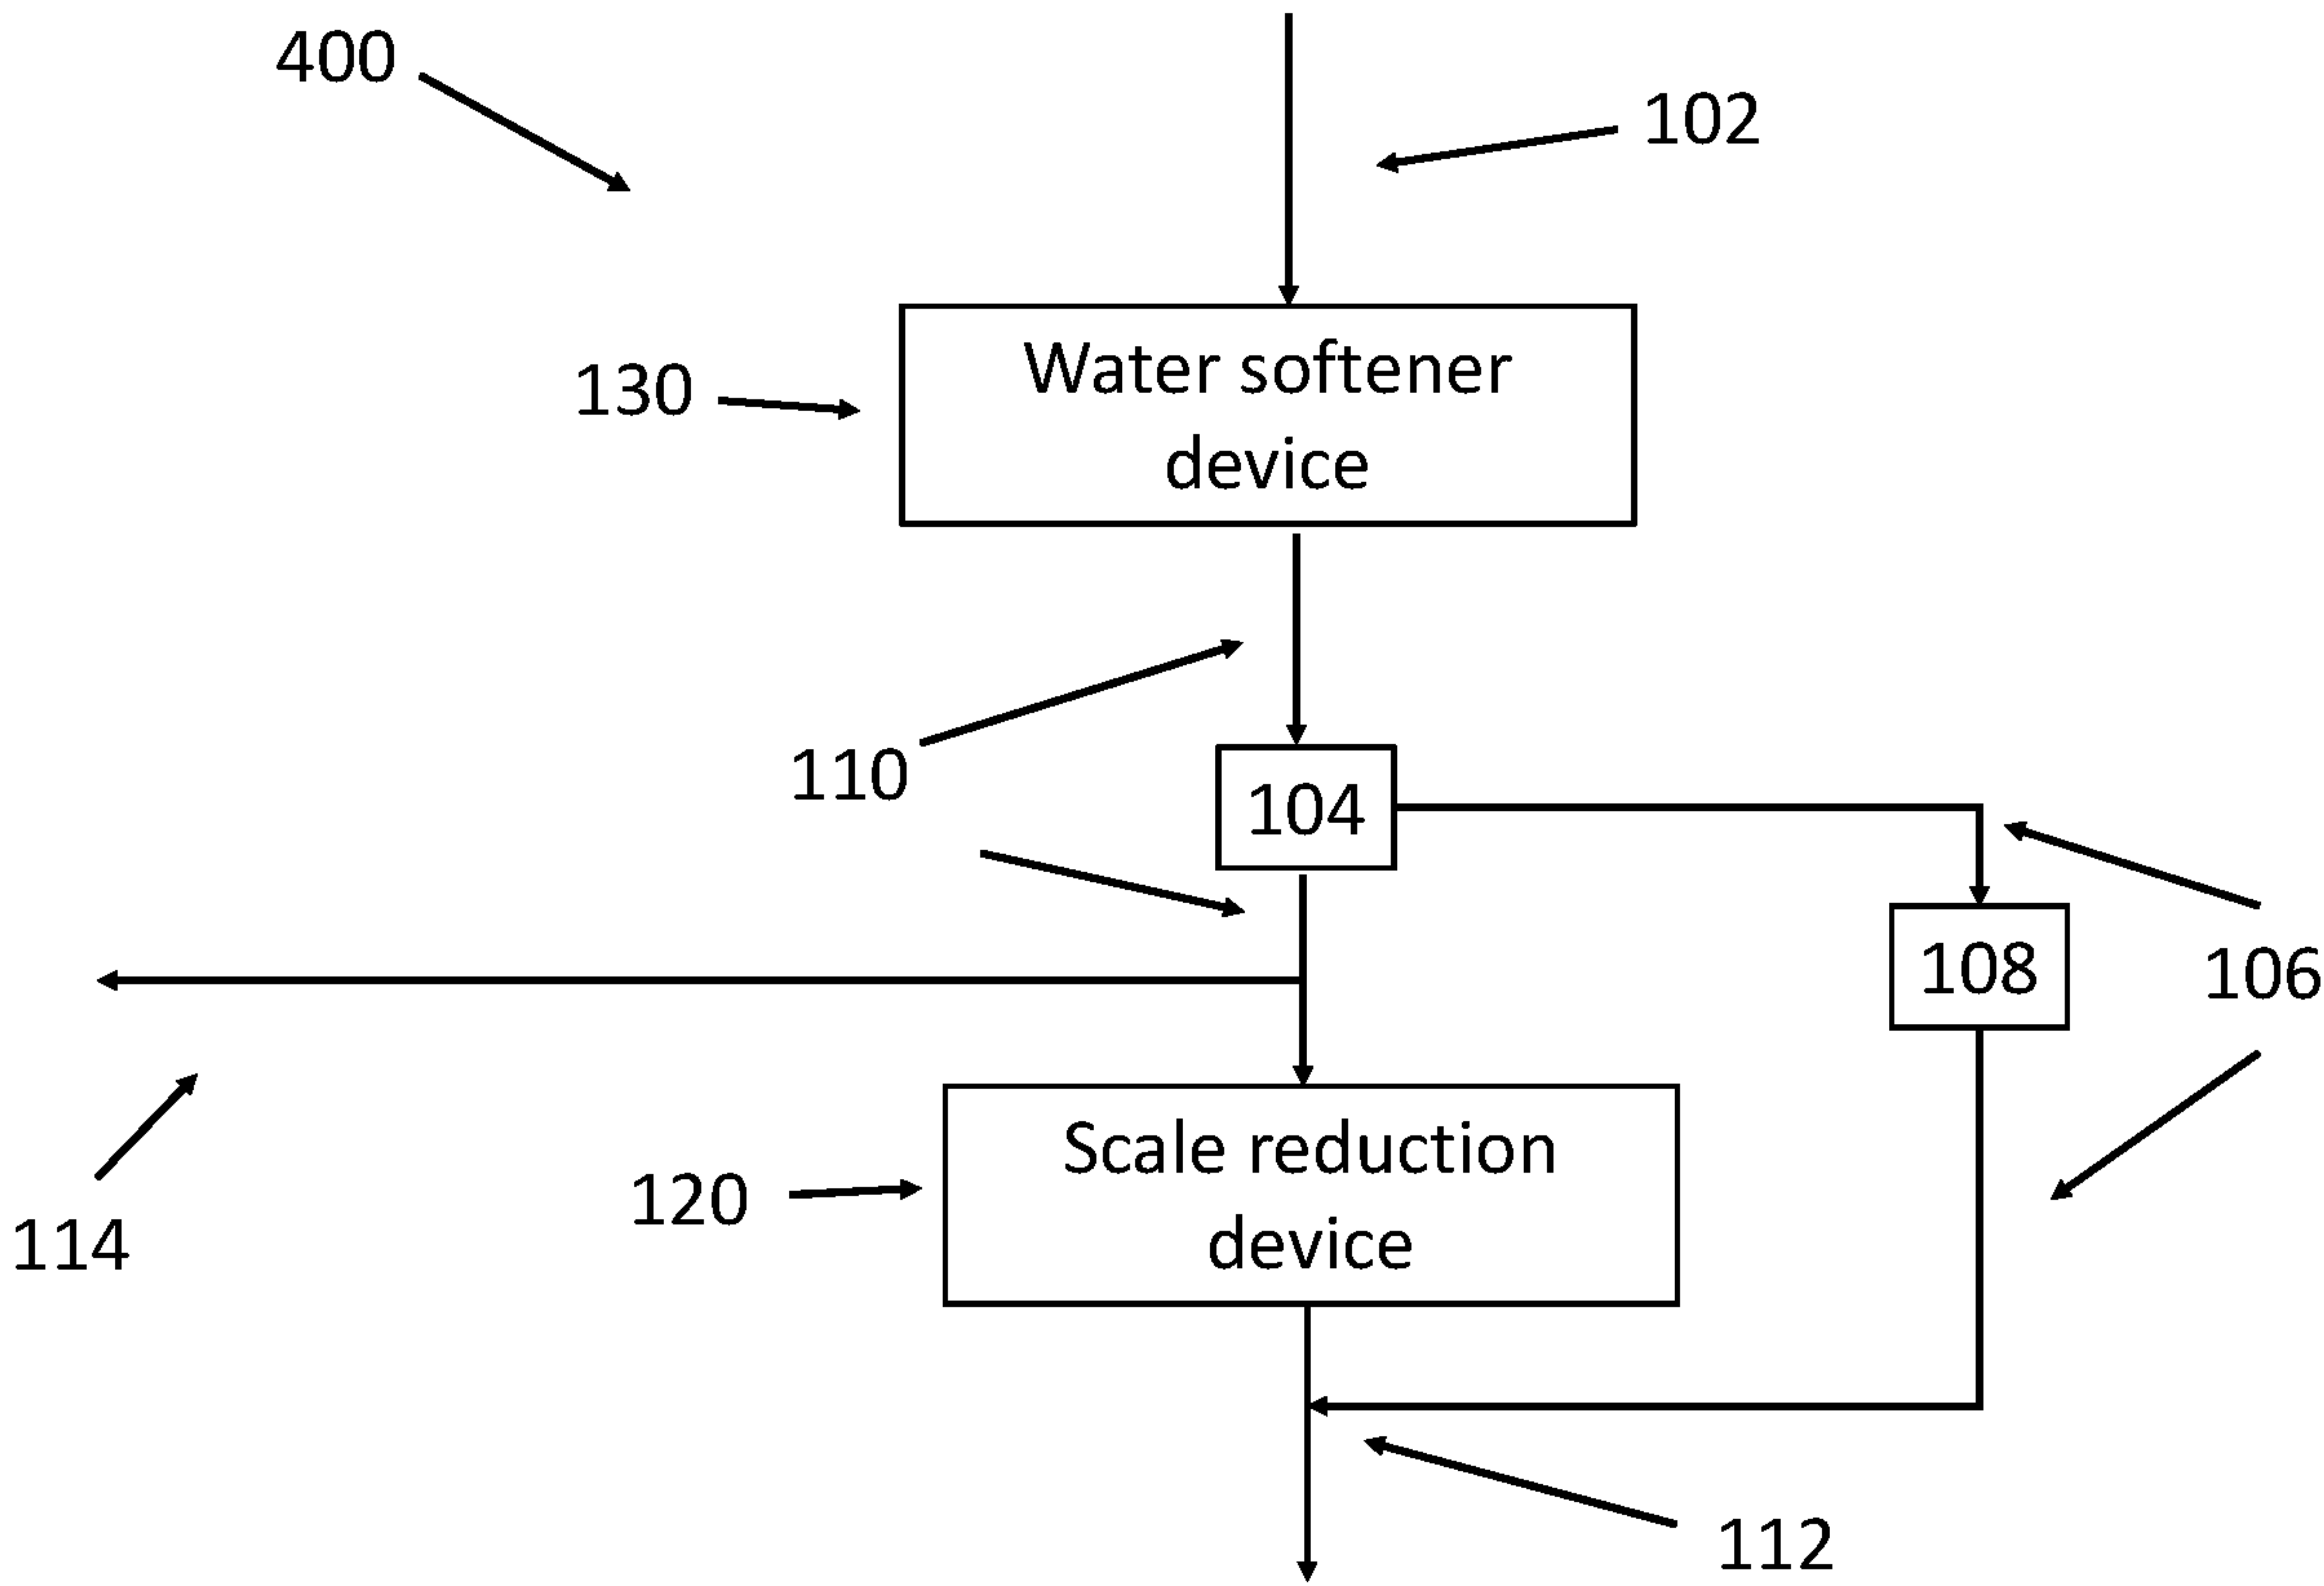 400
102
130
Water softener
device
110
104
108
106
114
120
Scale reduction
device
112